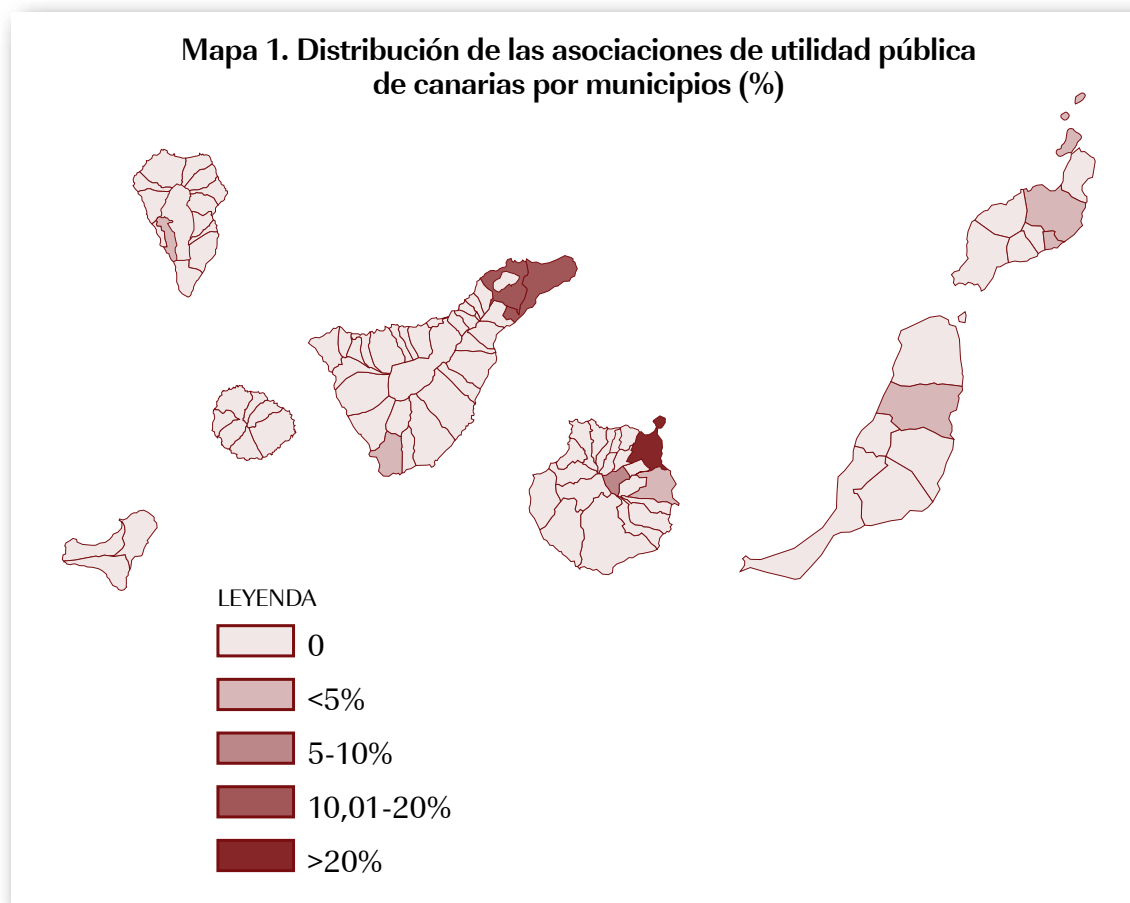 Mapa 1. Distribución de las asociaciones de utilidad pública
de canarias por municipios (%)
LEYENDA
0
<5%
5-10%
10,01-20%
>20%